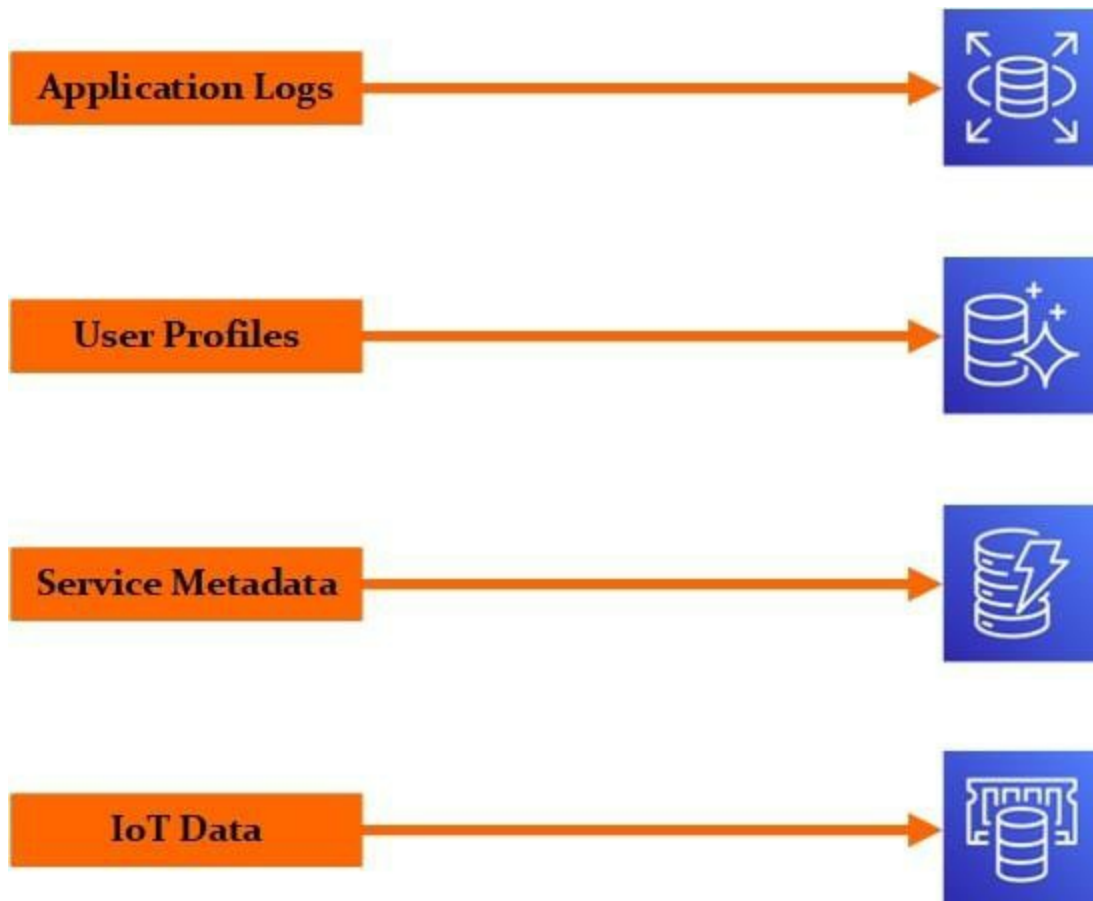 Application Logs
User Profiles
Service Metadata
IoT Data